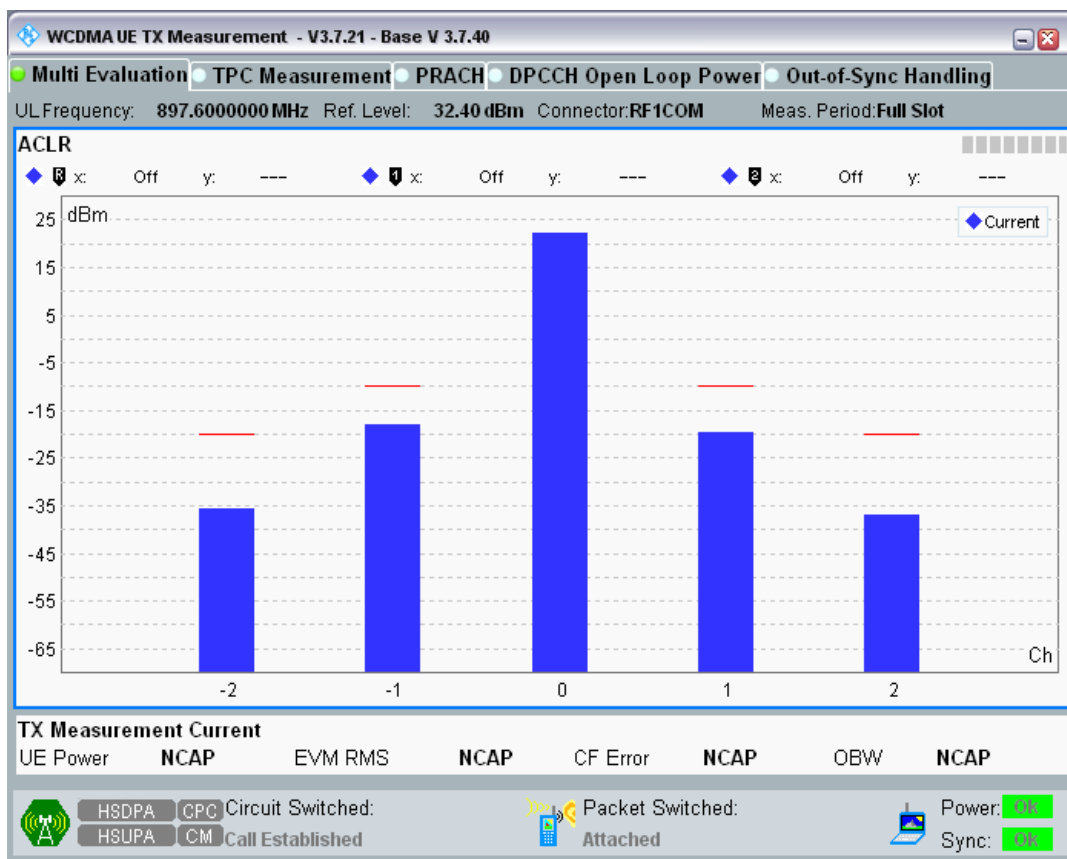 WCDMA UE TX Measurement - V3.7.21 - Base V 3.7.40
Multi Evaluation TPC Measurement PRACH DPCCH Open Loop Power Out-of-Sync Handling
UL Frequency: 897.6000000 MHz Ref. Level: 32.40 dBm Connector:RF1COM Meas. Period:Full Slot
ACLR
R x: Off y: --- 1 x: Off y: --- 2 x: Off y: ---
dBm
Current
25
15
5
-5
-15
-25
-35
-45
-55
-65
Ch
-2 -1 0 1 2
TX Measurement Current
UE Power NCAP EVM RMS NCAP CF Error NCAP OBW NCAP
HSDPA CPC Circuit Switched: Packet Switched: Power: Ok
HSUPA CM Call Established Attached Sync: Ok